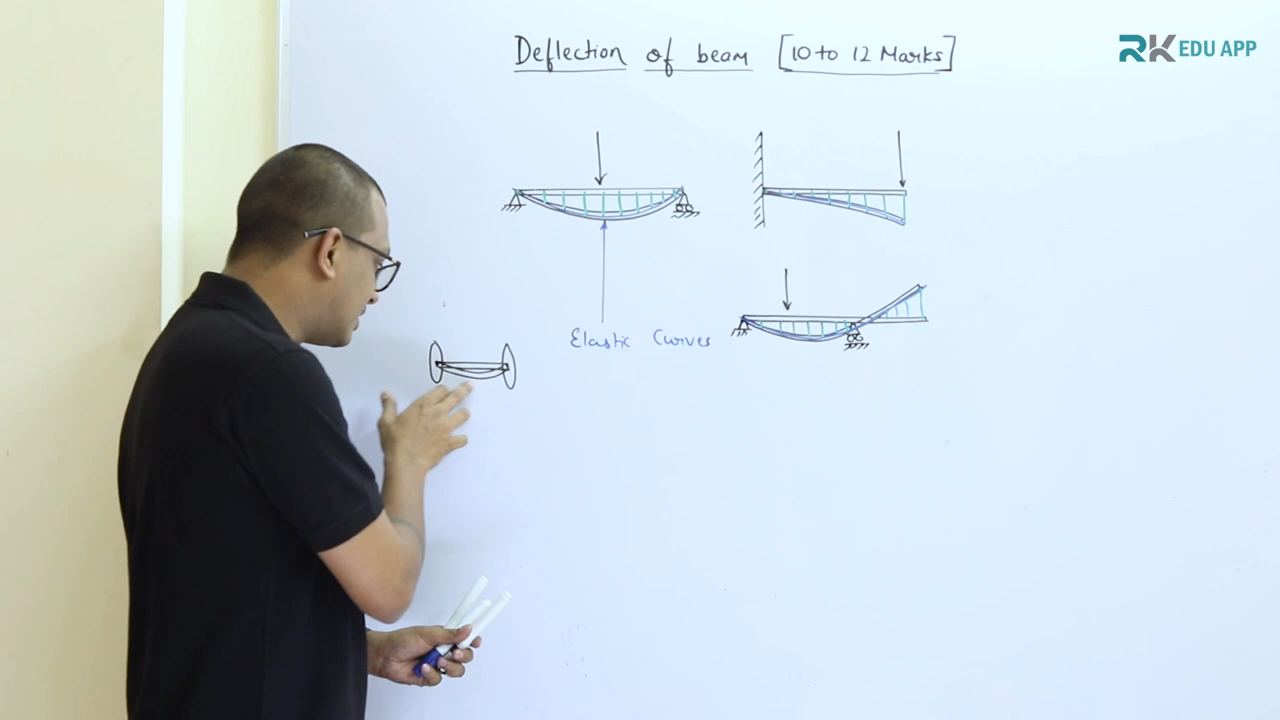 Deflection of beam [10 to 12 Marks]
RK EDU APP
Elastic Curves